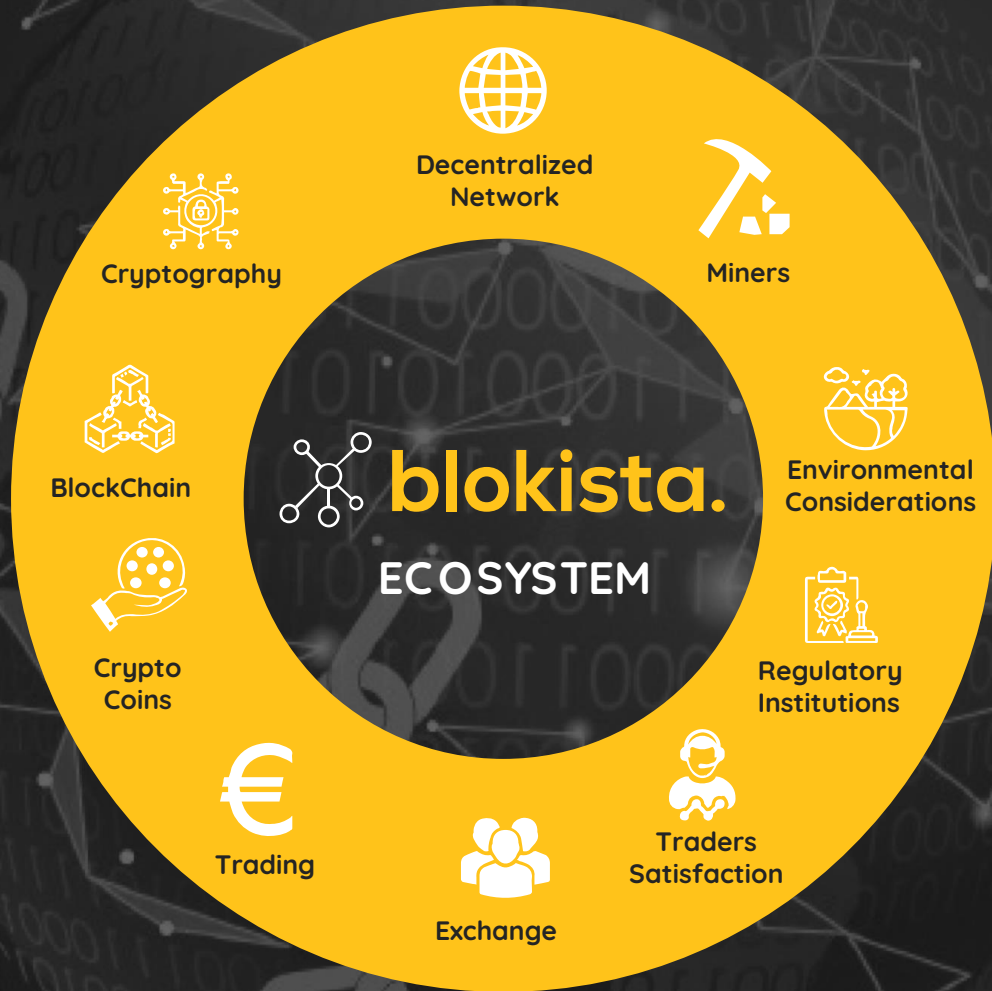 Decentralized
Network
Miners
Environmental
Considerations
Regulatory
Institutions
Traders
Satisfaction
Exchange
Trading
Crypto
Coins
BlockChain
Cryptography
blokista.
ECOSYSTEM